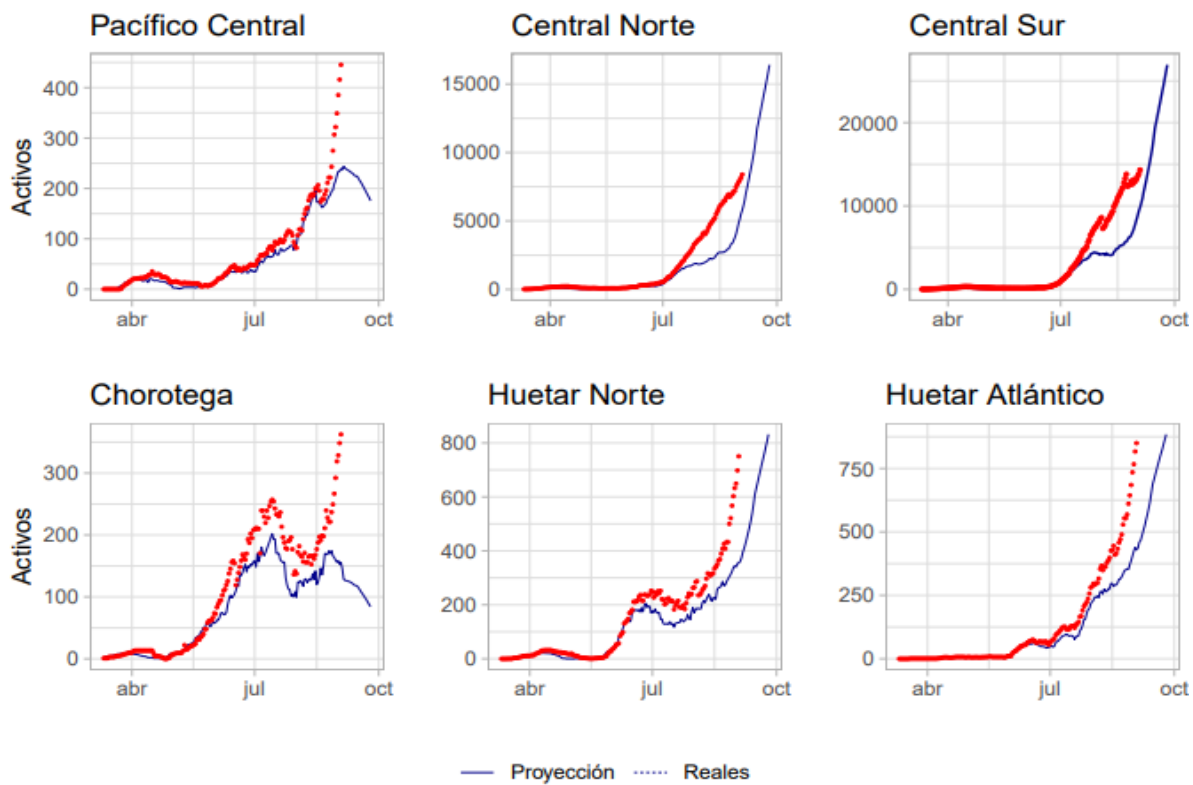 Pacífico Central
Central Norte
Central Sur
Activos
400
300
200
100
0
abr
jul
oct
15000
10000
5000
0
abr
jul
oct
20000
10000
0
abr
jul
oct
Chorotega
Huetar Norte
Huetar Atlántico
Activos
300
200
100
0
abr
jul
oct
800
600
400
200
0
abr
jul
oct
750
500
250
0
abr
jul
oct
Proyección
Reales